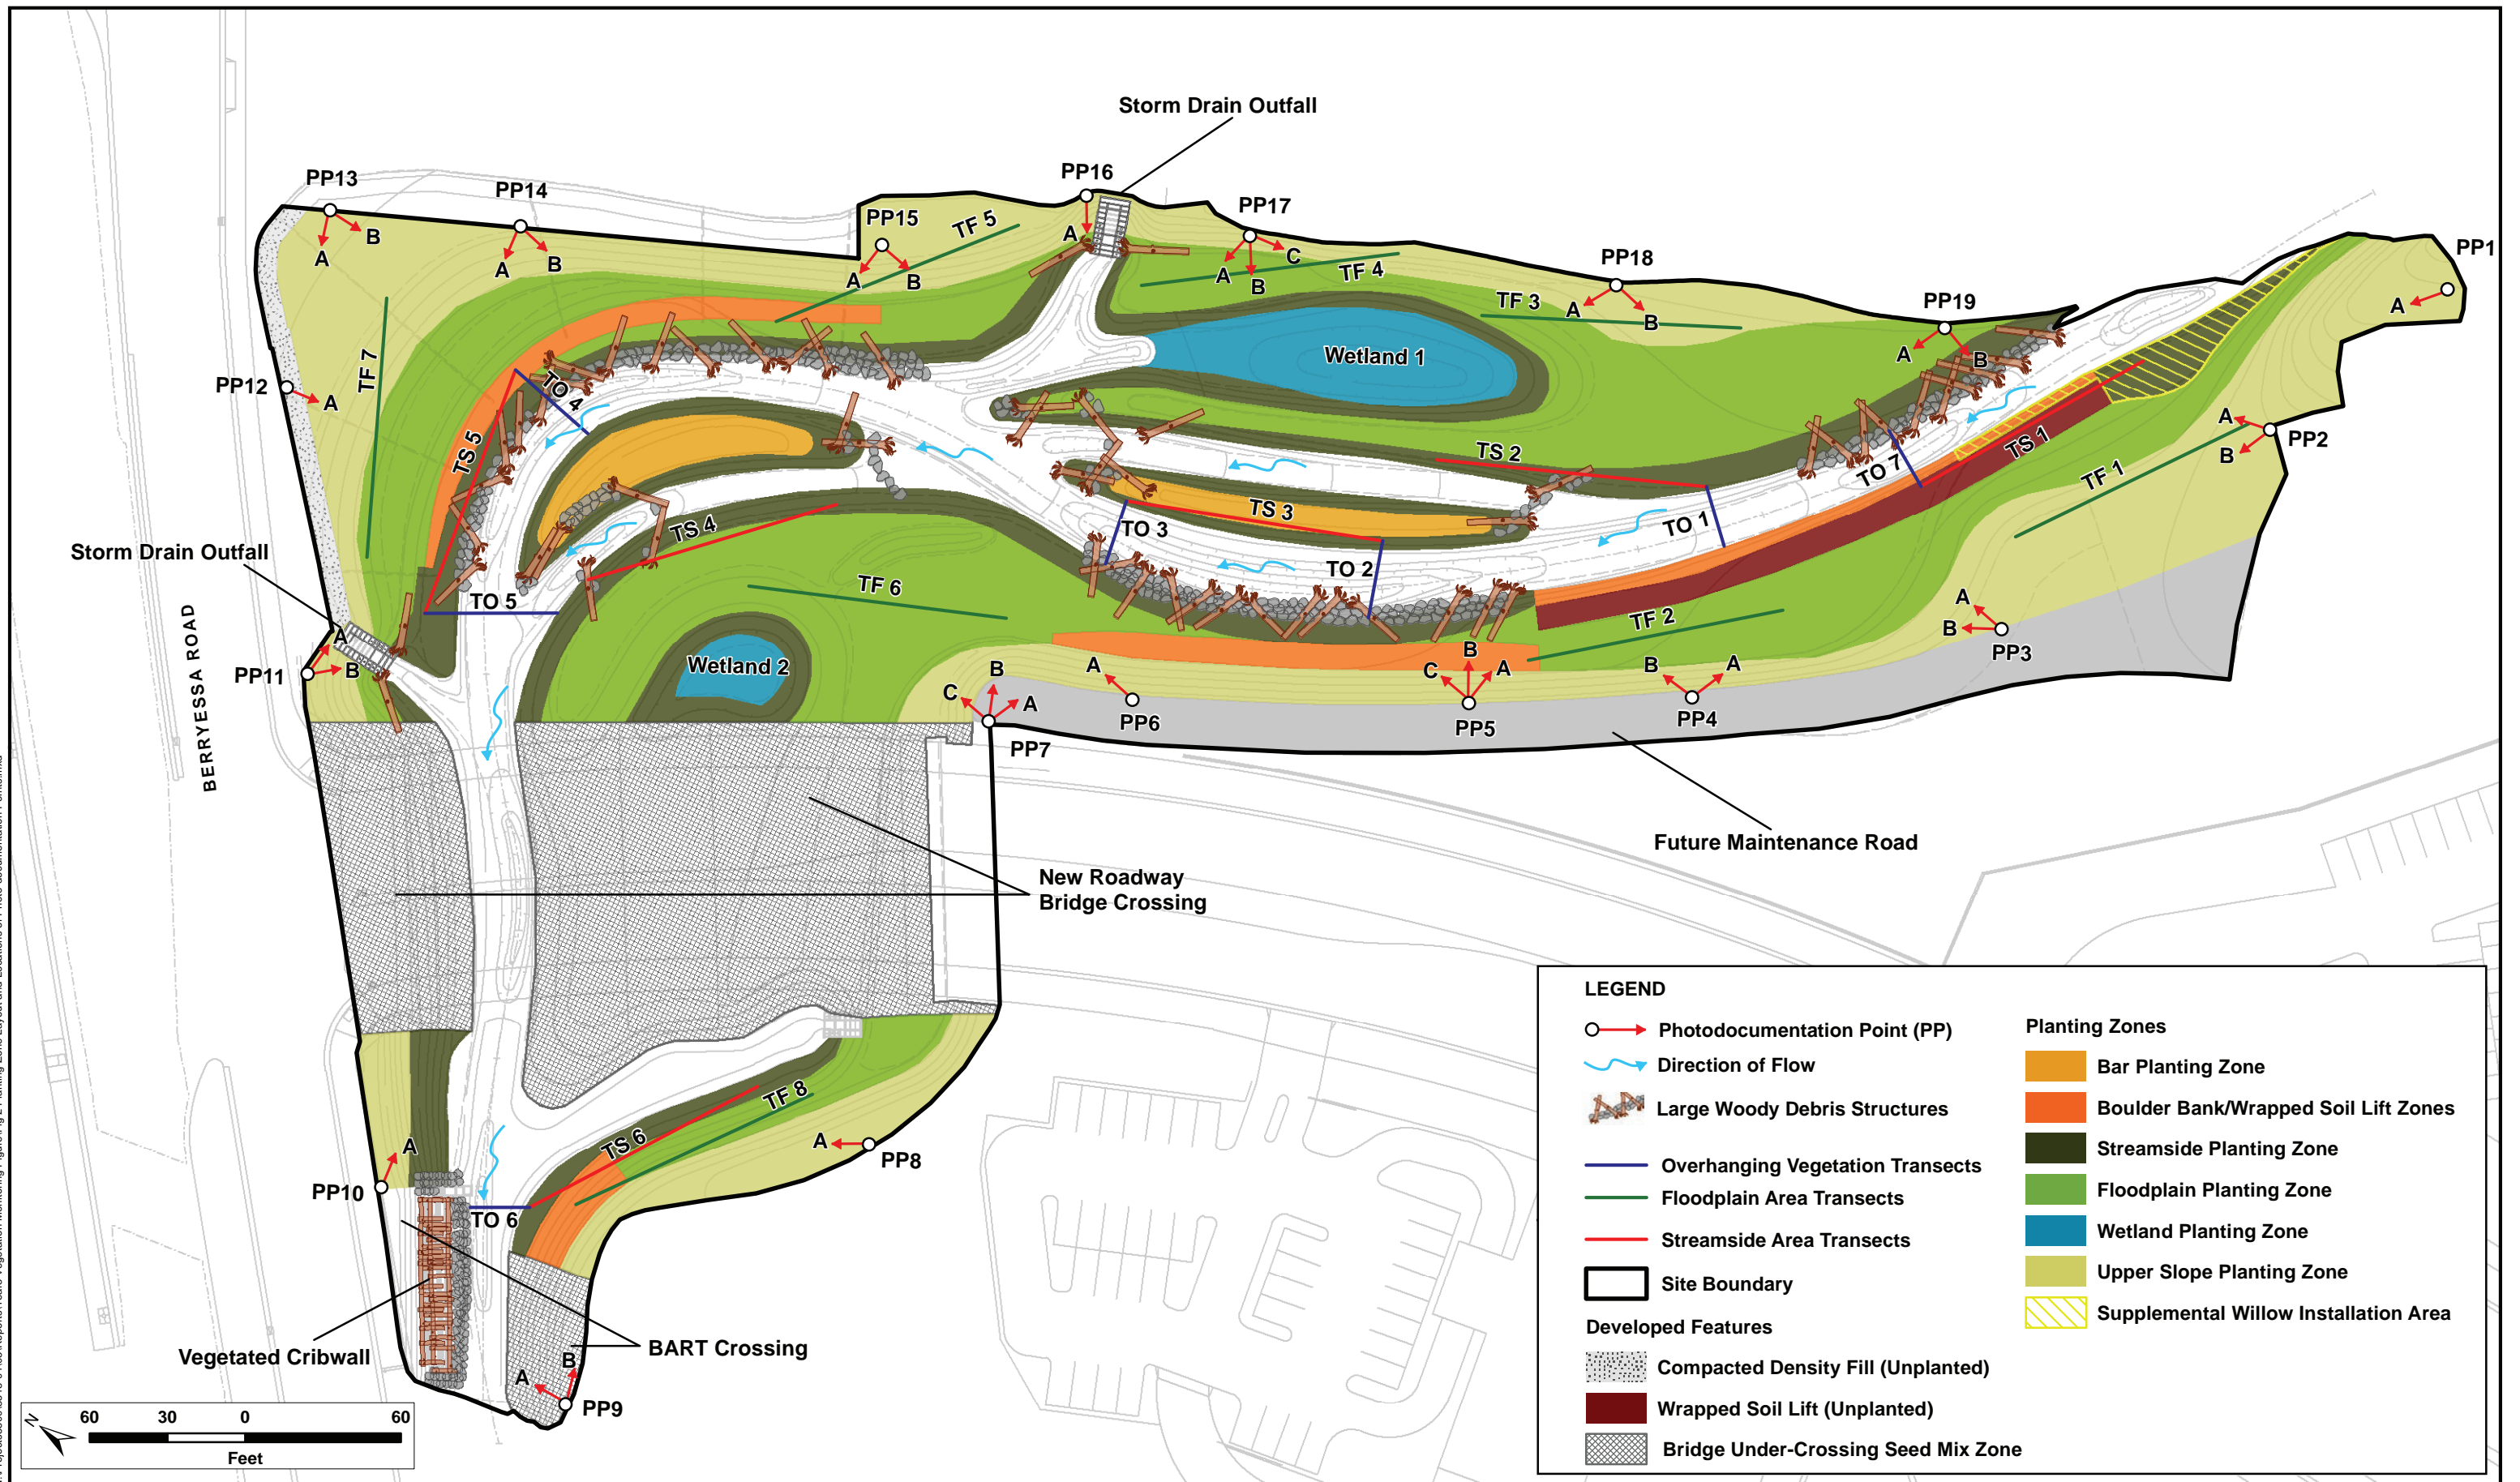 Storm Drain Outfall
PP13
A
B
PP14
A
B
PP15
A
B
TF 5
PP16
A
PP17
A
B
C
TF 4
PP18
A
B
TF 3
PP19
A
B
PP1
A
PP2
A
B
PP12
A
TF 7
TO 4
TS 5
Wetland 1
TS 2
TO 7
TS 1
TF 1
TS 3
TO 1
TO 3
TO 2
TS 4
TF 6
TF 2
TO 5
Storm Drain Outfall
BERRYESSA ROAD
PP11
A
B
Wetland 2
PP3
A
B
PP4
B
A
PP5
C
B
A
PP6
A
PP7
C
B
A
Future Maintenance Road
New Roadway
Bridge Crossing
TF 8
TS 6
PP8
A
PP10
A
TO 6
Vegetated Cribwall
BART Crossing
PP9
A
B
N
60 30 0 60
Feet
LEGEND
Photodocumentation Point (PP)
Direction of Flow
Large Woody Debris Structures
Overhanging Vegetation Transects
Floodplain Area Transects
Streamside Area Transects
Site Boundary
Developed Features
Compacted Density Fill (Unplanted)
Wrapped Soil Lift (Unplanted)
Bridge Under-Crossing Seed Mix Zone
Planting Zones
Bar Planting Zone
Boulder Bank/Wrapped Soil Lift Zones
Streamside Planting Zone
Floodplain Planting Zone
Wetland Planting Zone
Upper Slope Planting Zone
Supplemental Willow Installation Area